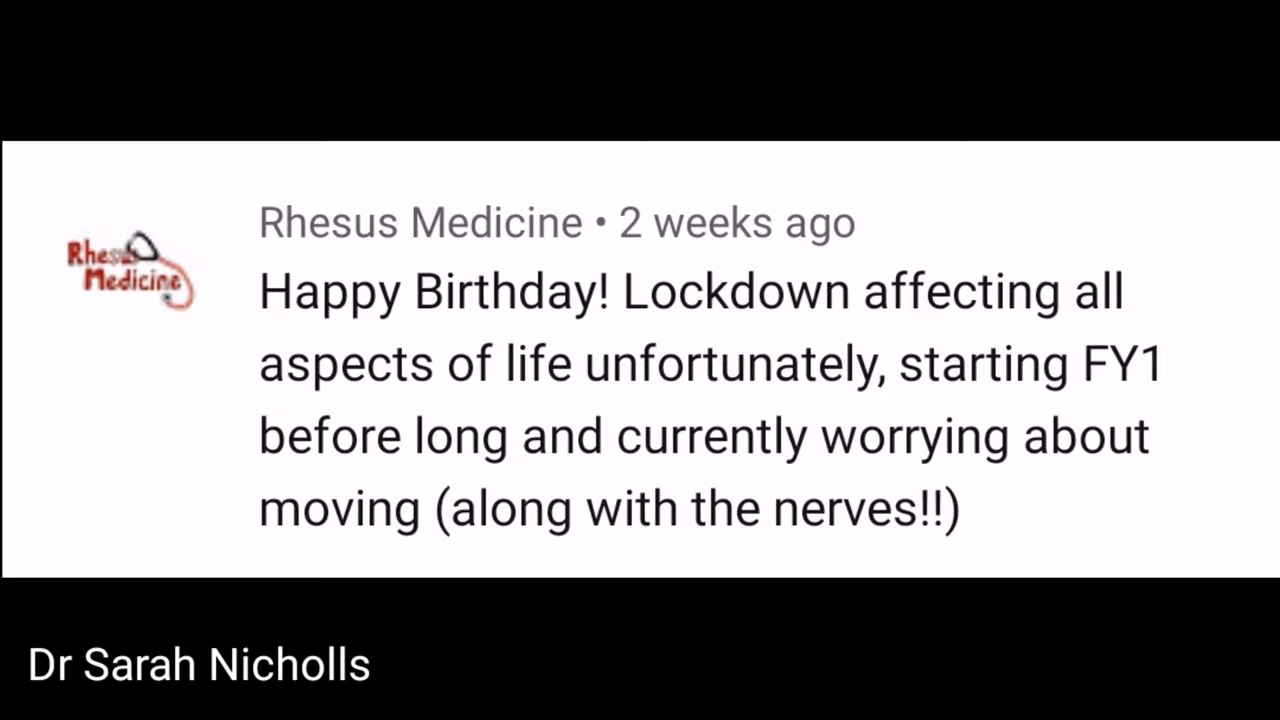 Rhesus Medicine
Rhesus Medicine • 2 weeks ago
Happy Birthday! Lockdown affecting all
aspects of life unfortunately, starting FY1
before long and currently worrying about
moving (along with the nerves!!)
Dr Sarah Nicholls